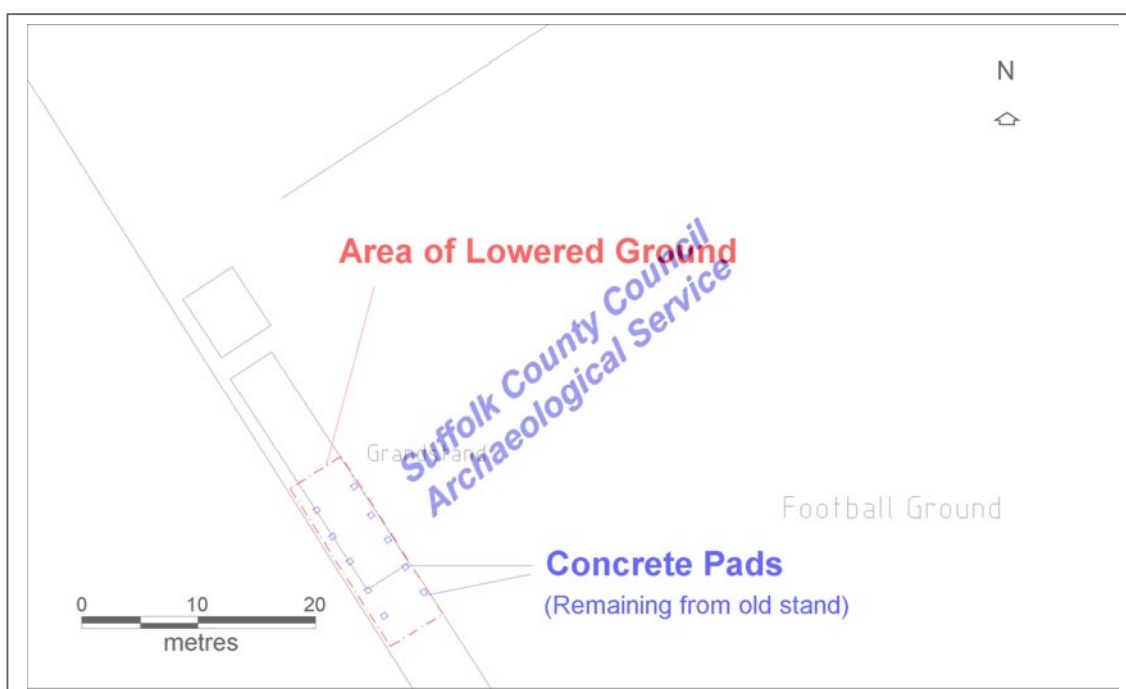 N
Area of Lowered Ground
Suffolk County Council
Archaeological Service
Grandstand
Football Ground
Concrete Pads
(Remaining from old stand)
0 10 20
metres